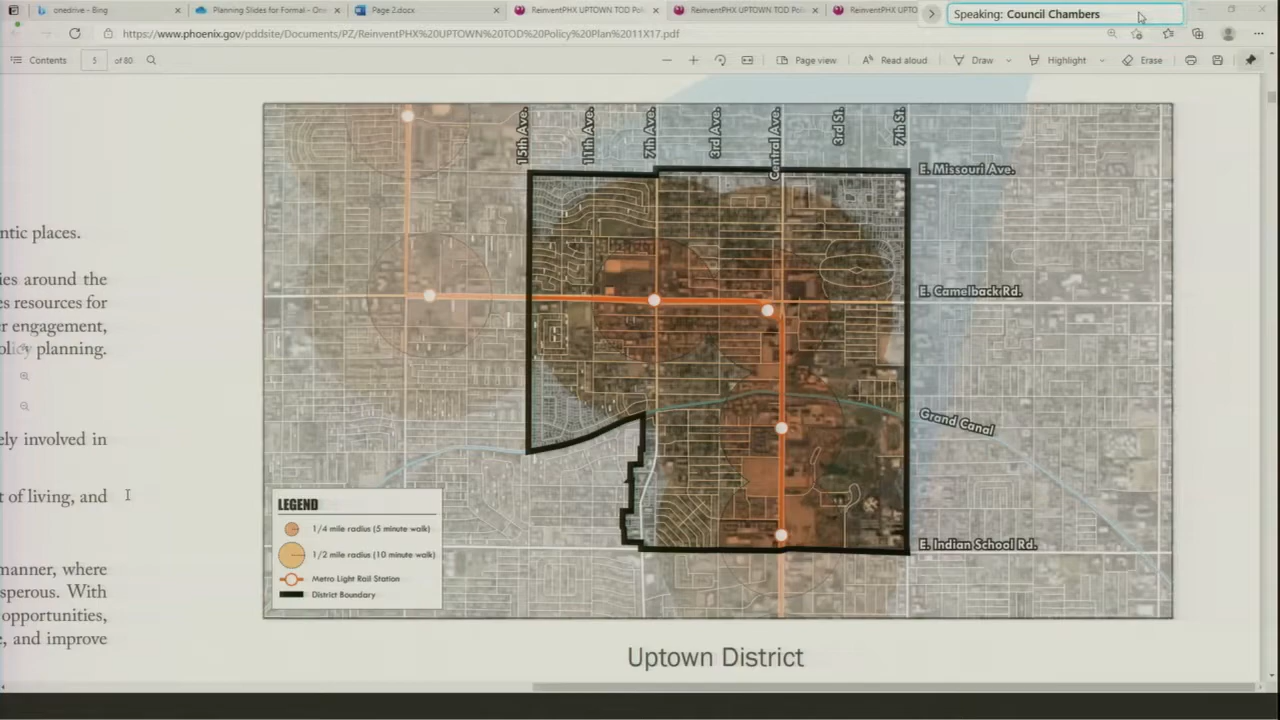 onedrive - Bing
Planning Slides for Formal - One
Page 2.docx
ReinventPHX UPTOWN TOD Poli
ReinventPHX UPTOWN TOD Poli
ReinventPHX UPTO
Speaking: Council Chambers
https://www.phoenix.gov/pddsite/Documents/PZ/ReinventPHX%20UPTOWN%20TOD%20Policy%20Plan%2011X17.pdf
Contents
5 of 80
Page view
Read aloud
Draw
Highlight
Erase
15th Ave.
11th Ave.
7th Ave.
3rd Ave.
Central Ave.
3rd St.
7th St.
E. Missouri Ave.
E. Camelback Rd.
Grand Canal
E. Indian School Rd.
ntic places.
ies around the
es resources for
er engagement,
olicy planning.
ely involved in
t of living, and
manner, where
sperous. With
opportunities,
e, and improve
LEGEND
1/4 mile radius (5 minute walk)
1/2 mile radius (10 minute walk)
Metro Light Rail Station
District Boundary
Uptown District